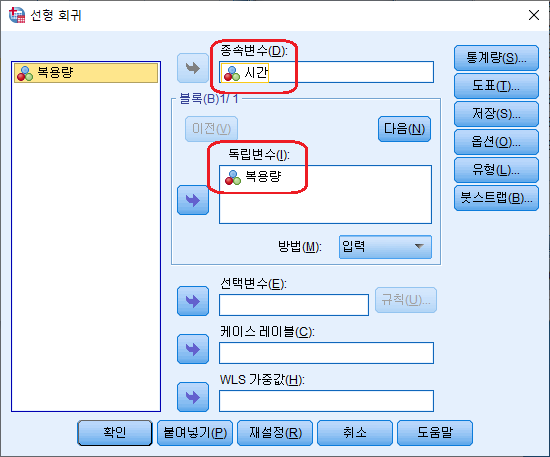 선형 회귀
복용량
종속변수(D):
시간
블록(B)1/ 1
이전(V)
다음(N)
독립변수(I):
복용량
방법(M):
입력
선택변수(E):
규칙(U)...
케이스 레이블(C):
WLS 가중값(H):
통계량(S)...
도표(T)...
저장(S)...
옵션(O)...
유형(L)...
붓스트랩(B)...
확인
붙여넣기(P)
재설정(R)
취소
도움말